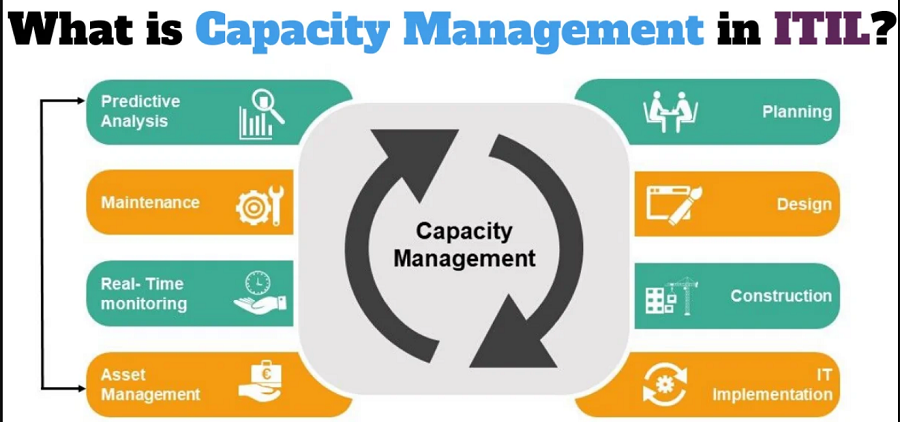 What is Capacity Management in ITIL?
Predictive
Analysis
Maintenance
Real- Time
monitoring
Asset
Management
Capacity
Management
Planning
Design
Construction
IT
Implementation
€